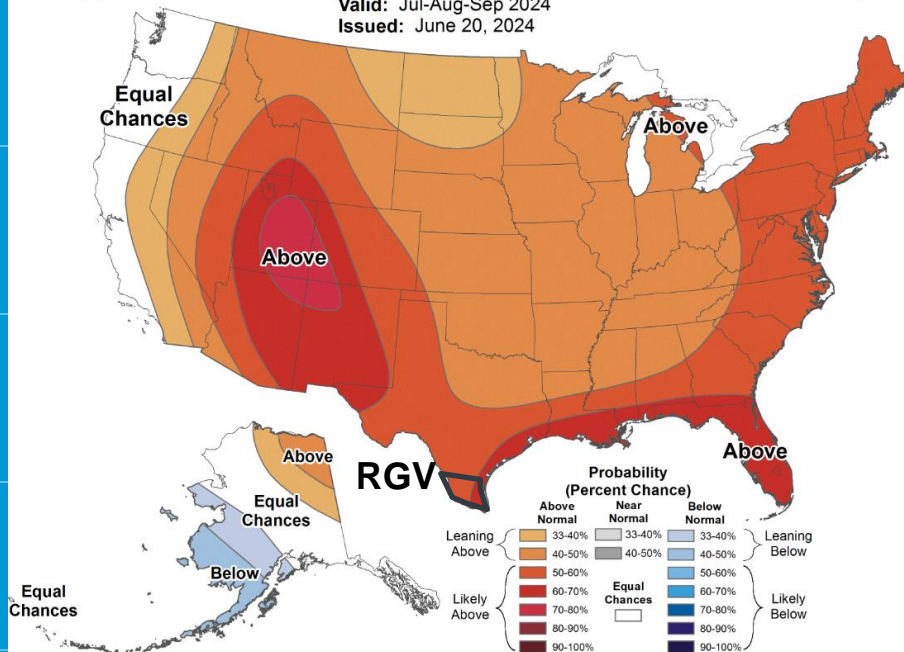 Valid: Jul-Aug-Sep 2024
Issued: June 20, 2024
Equal
Chances
Above
Above
Above
RGV
Above
Equal
Chances
Below
Equal
Chances
Probability
(Percent Chance)
Above
Normal
Near
Normal
Below
Normal
Leaning
Above
33-40%
40-50%
33-40%
40-50%
33-40%
40-50%
Leaning
Below
Likely
Above
50-60%
60-70%
70-80%
80-90%
90-100%
Equal
Chances
50-60%
60-70%
70-80%
80-90%
90-100%
Likely
Below